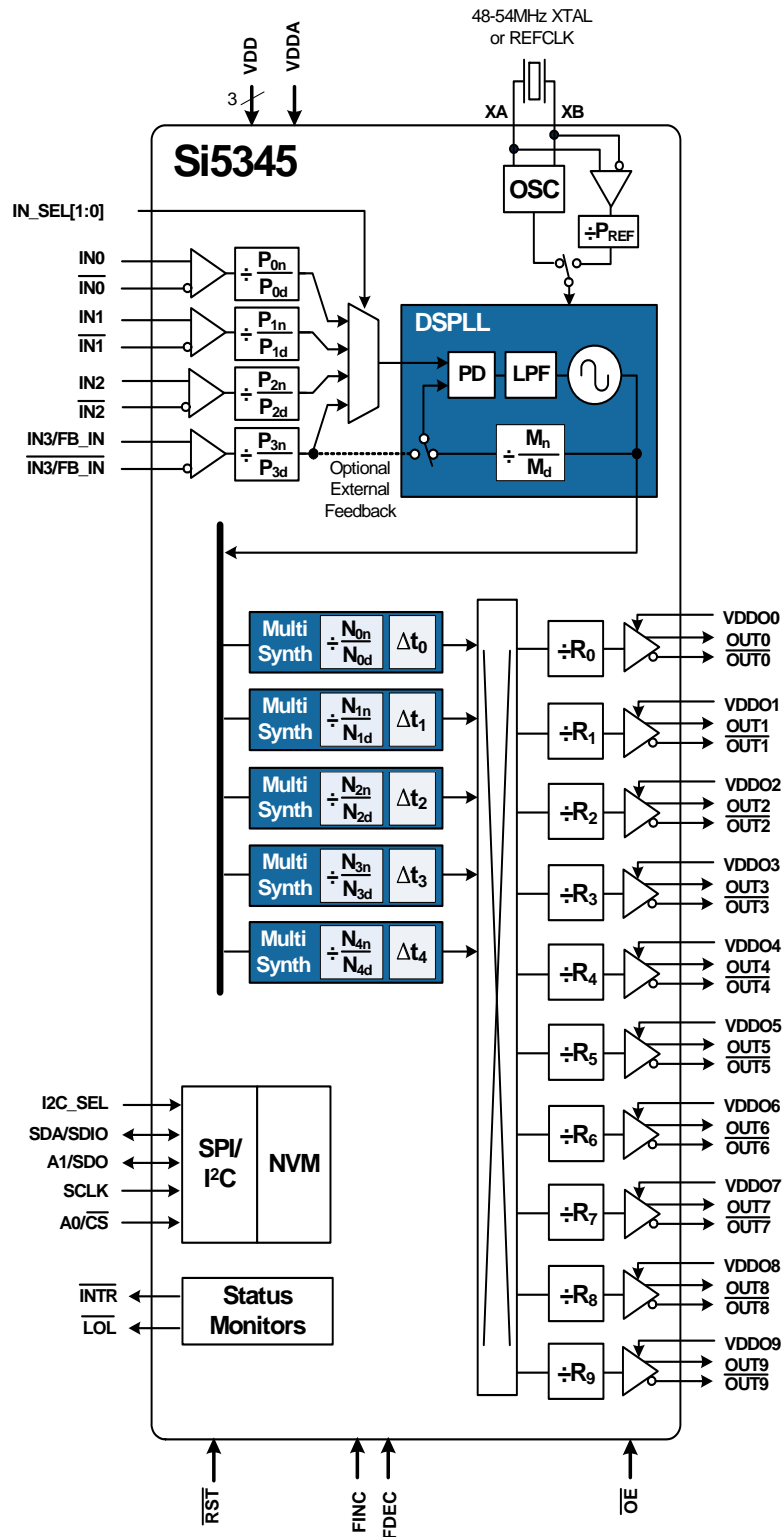 48-54MHz XTAL
or REFCLK
VDD
VDDA
3
XA
XB
Si5345
OSC
÷PREF
IN_SEL[1:0]
IN0
IN0
÷ P0n
P0d
IN1
IN1
÷ P1n
P1d
IN2
IN2
÷ P2n
P2d
IN3/FB_IN
IN3/FB_IN
÷ P3n
P3d
DSPLL
PD
LPF
÷ Mn
Md
Optional
External
Feedback
Multi
Synth
÷ N0n
N0d
Δt0
Multi
Synth
÷ N1n
N1d
Δt1
Multi
Synth
÷ N2n
N2d
Δt2
Multi
Synth
÷ N3n
N3d
Δt3
Multi
Synth
÷ N4n
N4d
Δt4
÷R0
VDDO0
OUT0
OUT0
÷R1
VDDO1
OUT1
OUT1
÷R2
VDDO2
OUT2
OUT2
÷R3
VDDO3
OUT3
OUT3
÷R4
VDDO4
OUT4
OUT4
÷R5
VDDO5
OUT5
OUT5
÷R6
VDDO6
OUT6
OUT6
÷R7
VDDO7
OUT7
OUT7
÷R8
VDDO8
OUT8
OUT8
÷R9
VDDO9
OUT9
OUT9
I2C_SEL
SDA/SDIO
A1/SDO
SCLK
A0/CS
SPI/
I²C
NVM
INTR
LOL
Status
Monitors
RST
FINC
FDEC
OE